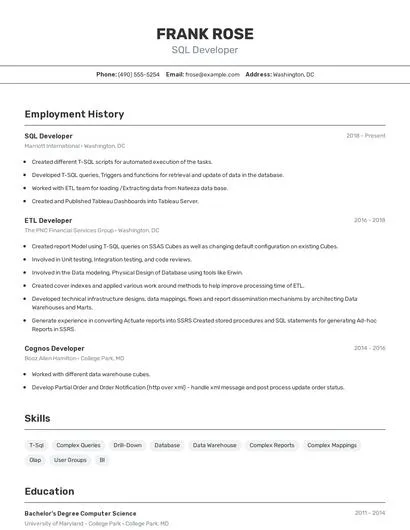 FRANK ROSE
SQL Developer
Phone: (490) 555-5254 Email: frose@example.com Address: Washington, DC
Employment History
SQL Developer 2018 - Present
Marriott International · Washington, DC
Created different T-SQL scripts for automated execution of the tasks.
Developed T-SQL queries, Triggers and functions for retrieval and update of data in the database.
Worked with ETL team for loading /Extracting data from Nateeza data base.
Created and Published Tableau Dashboards into Tableau Server.
ETL Developer 2016 - 2018
The PNC Financial Services Group · Washington, DC
Created report Model using T-SQL queries on SSAS Cubes as well as changing default configuration on existing Cubes.
Involved in Unit testing, Integration testing, and code reviews.
Involved in the Data modeling, Physical Design of Database using tools like Erwin.
Created cover indexes and applied various work around methods to help improve processing time of ETL.
Developed technical infrastructure designs, data mappings, flows and report dissemination mechanisms by architecting Data
Warehouses and Marts.
Generate experience in converting Actuate reports into SSRS Created stored procedures and SQL statements for generating Ad-hoc
Reports in SSRS.
Cognos Developer 2014 - 2016
Booz Allen Hamilton · College Park, MD
Worked with different data warehouse cubes.
Develop Partial Order and Order Notification (http over xml) - handle xml message and post process update order status.
Skills
T-Sql Complex Queries Drill-Down Database Data Warehouse Complex Reports Complex Mappings
Olap User Groups BI
Education
Bachelor's Degree Computer Science 2011 - 2014
University of Maryland - College Park · College Park, MD